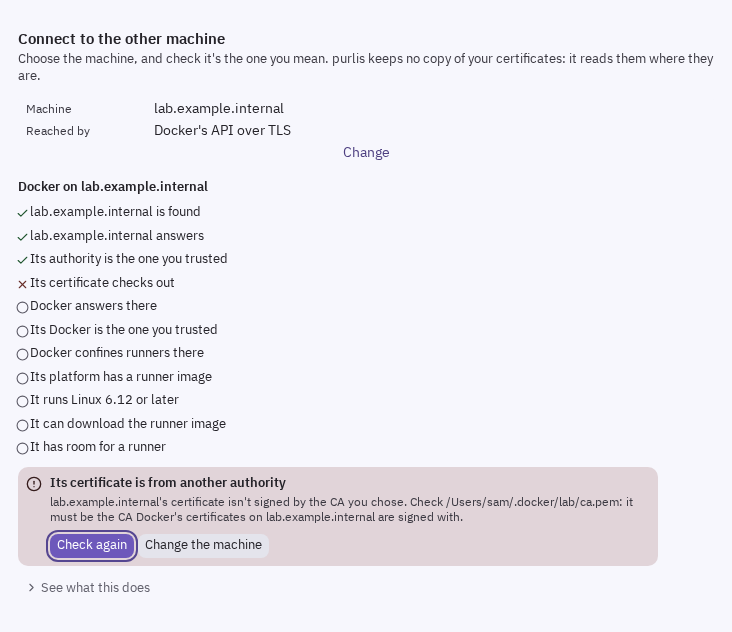 Connect to the other machine
Choose the machine, and check it's the one you mean. purlis keeps no copy of your certificates: it reads them where they
are.
Machine lab.example.internal
Reached by Docker's API over TLS
Change
Docker on lab.example.internal
lab.example.internal is found
lab.example.internal answers
Its authority is the one you trusted
Its certificate checks out
Docker answers there
Its Docker is the one you trusted
Docker confines runners there
Its platform has a runner image
It runs Linux 6.12 or later
It can download the runner image
It has room for a runner
Its certificate is from another authority
lab.example.internal's certificate isn't signed by the CA you chose. Check /Users/sam/.docker/lab/ca.pem: it
must be the CA Docker's certificates on lab.example.internal are signed with.
Check again Change the machine
See what this does